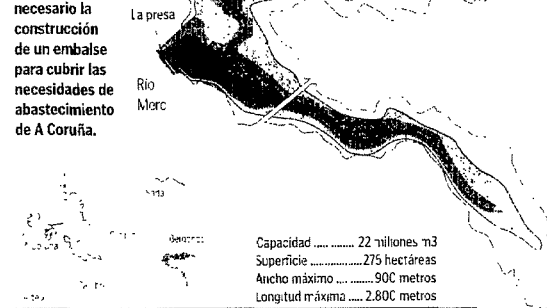 necesario la
construcción
de un embalse
para cubrir las
necesidades de
abastecimiento
de A Coruña.
La presa
Río
Capacidad .............. 22 millones m3
Superficie ................ 275 hectáreas
Ancho máximo .......... 900 metros
Longitud máxima ..... 2.800 metros